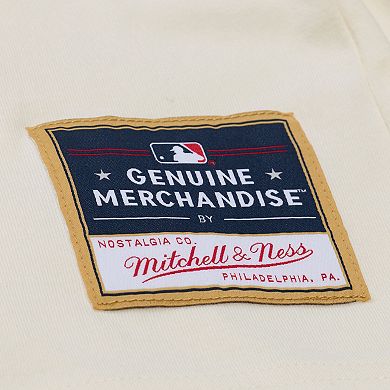 GENUINE
MERCHANDISE™
BY
NOSTALGIA CO.
Mitchell & Ness
PHILADELPHIA, PA.